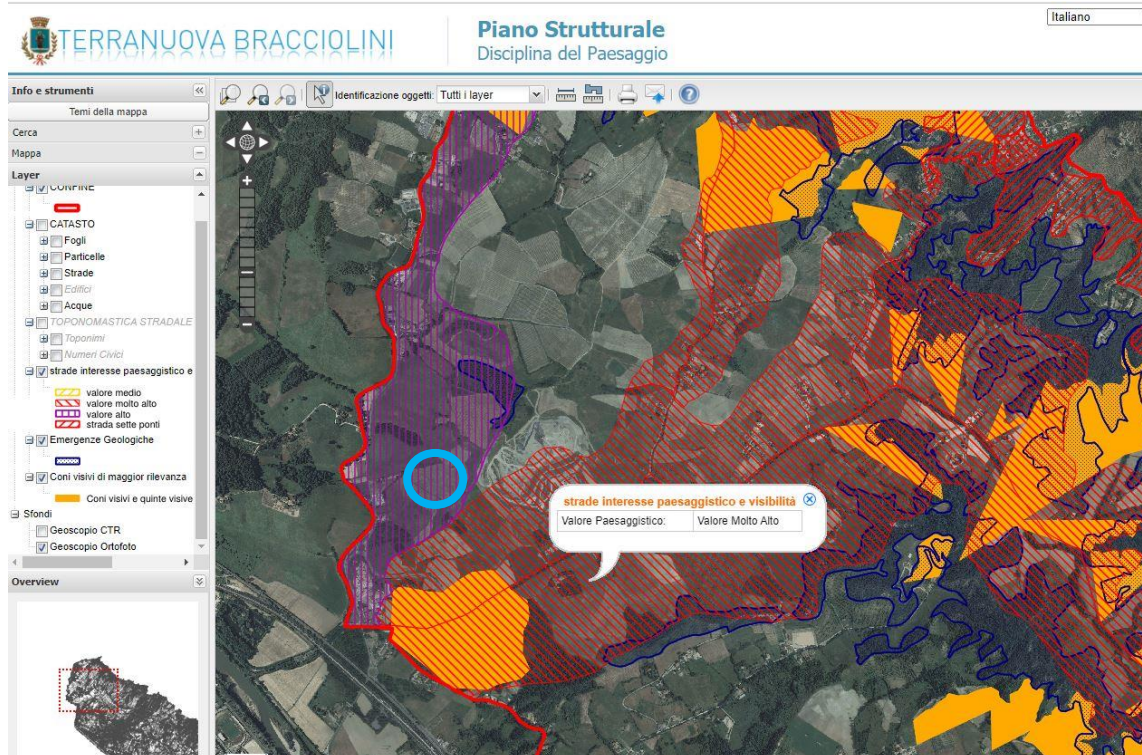 TERRANUOVA BRACCIOLINI
Piano Strutturale
Disciplina del Paesaggio
Italiano
Info e strumenti
Temi della mappa
Cerca
Mappa
Layer
Identificazione oggetti: Tutti i layer
CONFINE
CATASTO
Fogli
Particelle
Strade
Edifici
Acque
TOPONOMASTICA STRADALE
Toponimi
Numeri Civici
strade interesse paesaggistico e
valore medio
valore molto alto
valore alto
strada sette ponti
Emergenze Geologiche
Coni visivi di maggior rilevanza
Coni visivi e quinte visive
Sfondi
Geoscopio CTR
Geoscopio Ortofoto
Overview
strade interesse paesaggistico e visibilità
Valore Paesaggistico: Valore Molto Alto